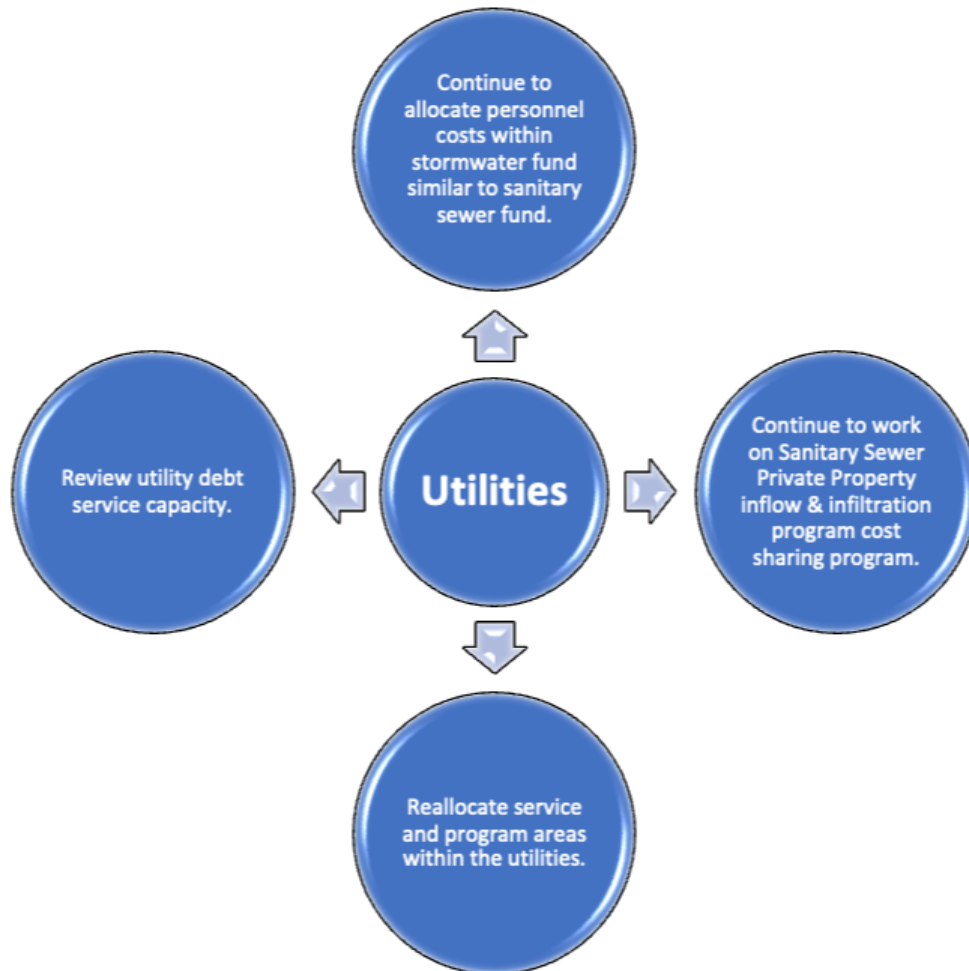 Continue to
allocate personnel
costs within
stormwater fund
similar to sanitary
sewer fund.
Review utility debt
service capacity.
Utilities
Continue to work
on Sanitary Sewer
Private Property
inflow & infiltration
program cost
sharing program.
Reallocate service
and program areas
within the utilities.